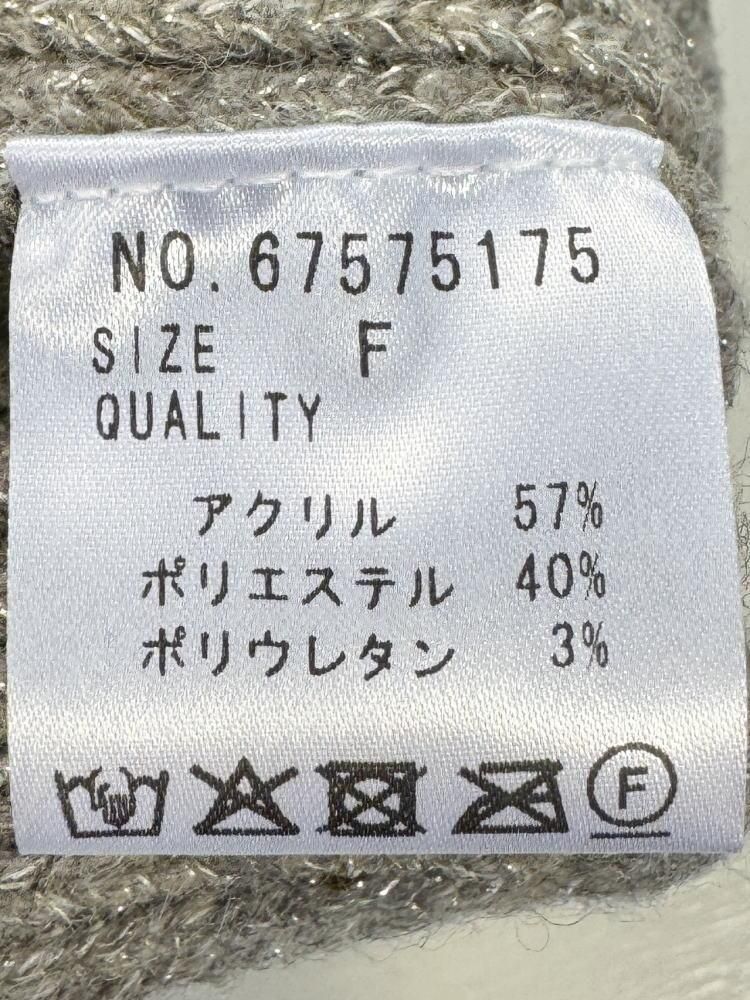 NO. 67575175
SIZE F
QUALITY
アクリル 57%
ポリエステル 40%
ポリウレタン 3%
F